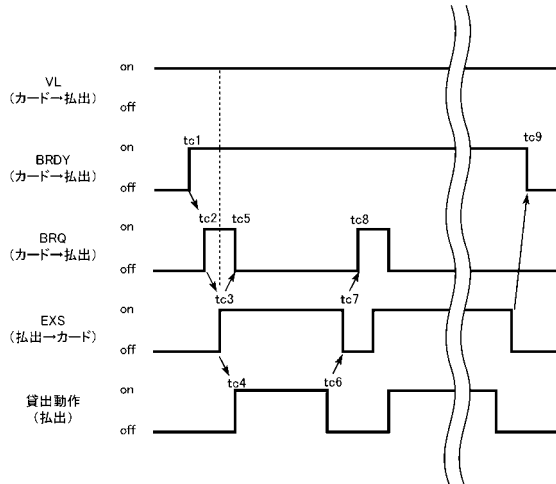 on
VL
(カード→払出)
off
on
tc1
tc9
BRDY
(カード→払出)
off
on
tc2
tc5
tc8
BRQ
(カード→払出)
off
tc3
tc7
on
EXS
(払出→カード)
off
tc4
tc6
on
貸出動作
(払出)
off